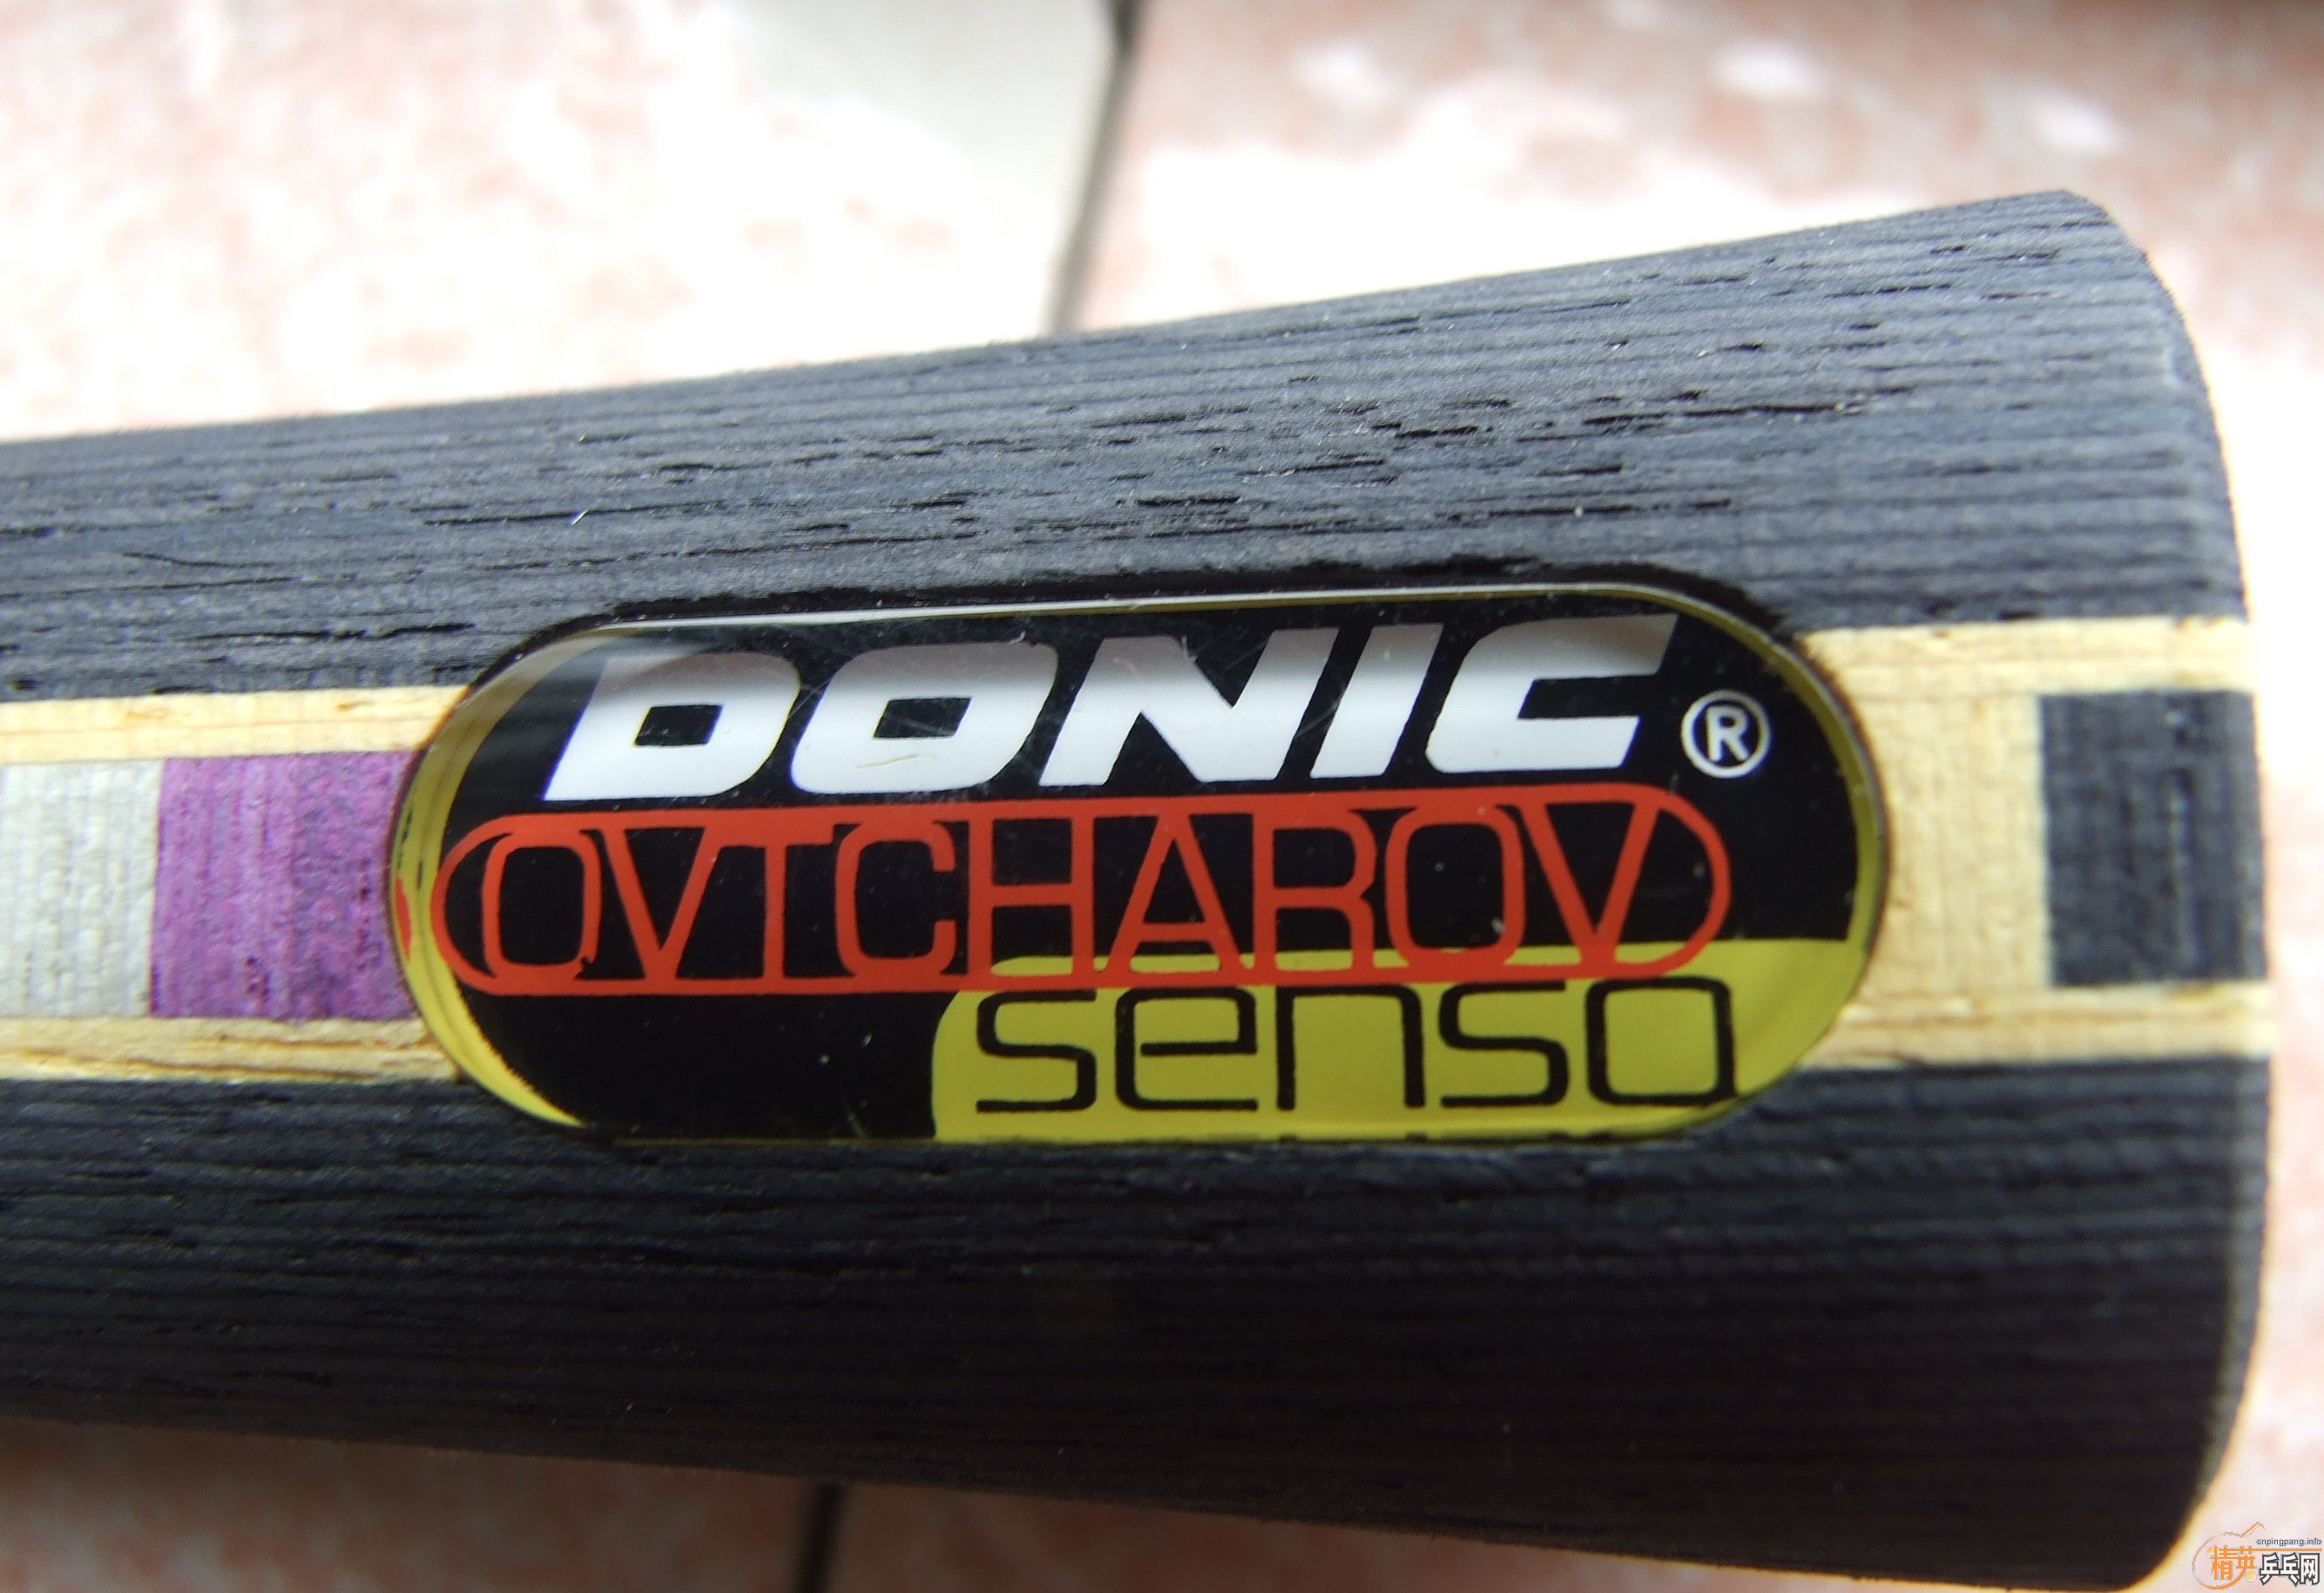 DONIC®
OVTCHAROV
senso
cnpingpang.info
精英乒乓网